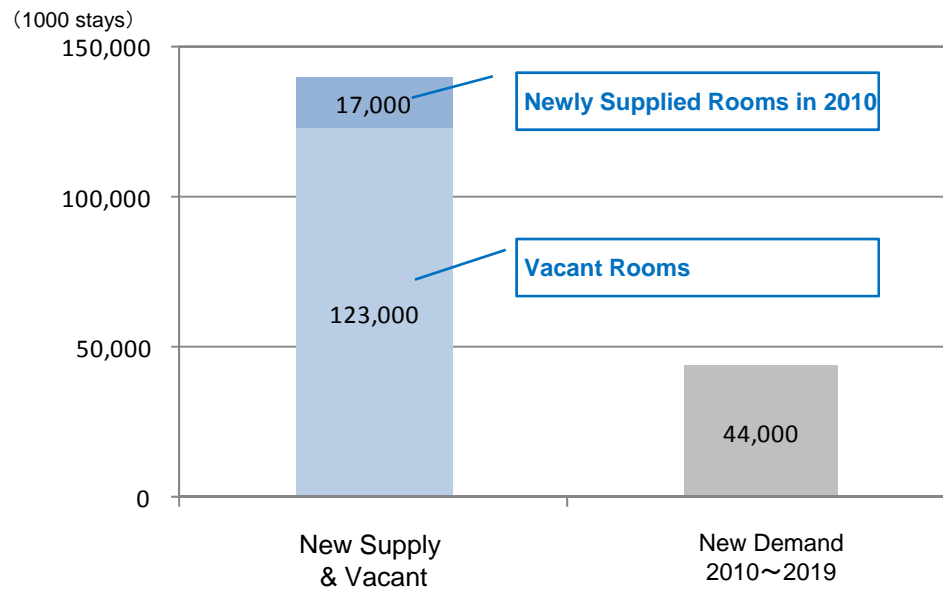 （1000 stays）
150,000
17,000
Newly Supplied Rooms in 2010
100,000
Vacant Rooms
123,000
50,000
44,000
0
New Supply
& Vacant
New Demand
2010～2019